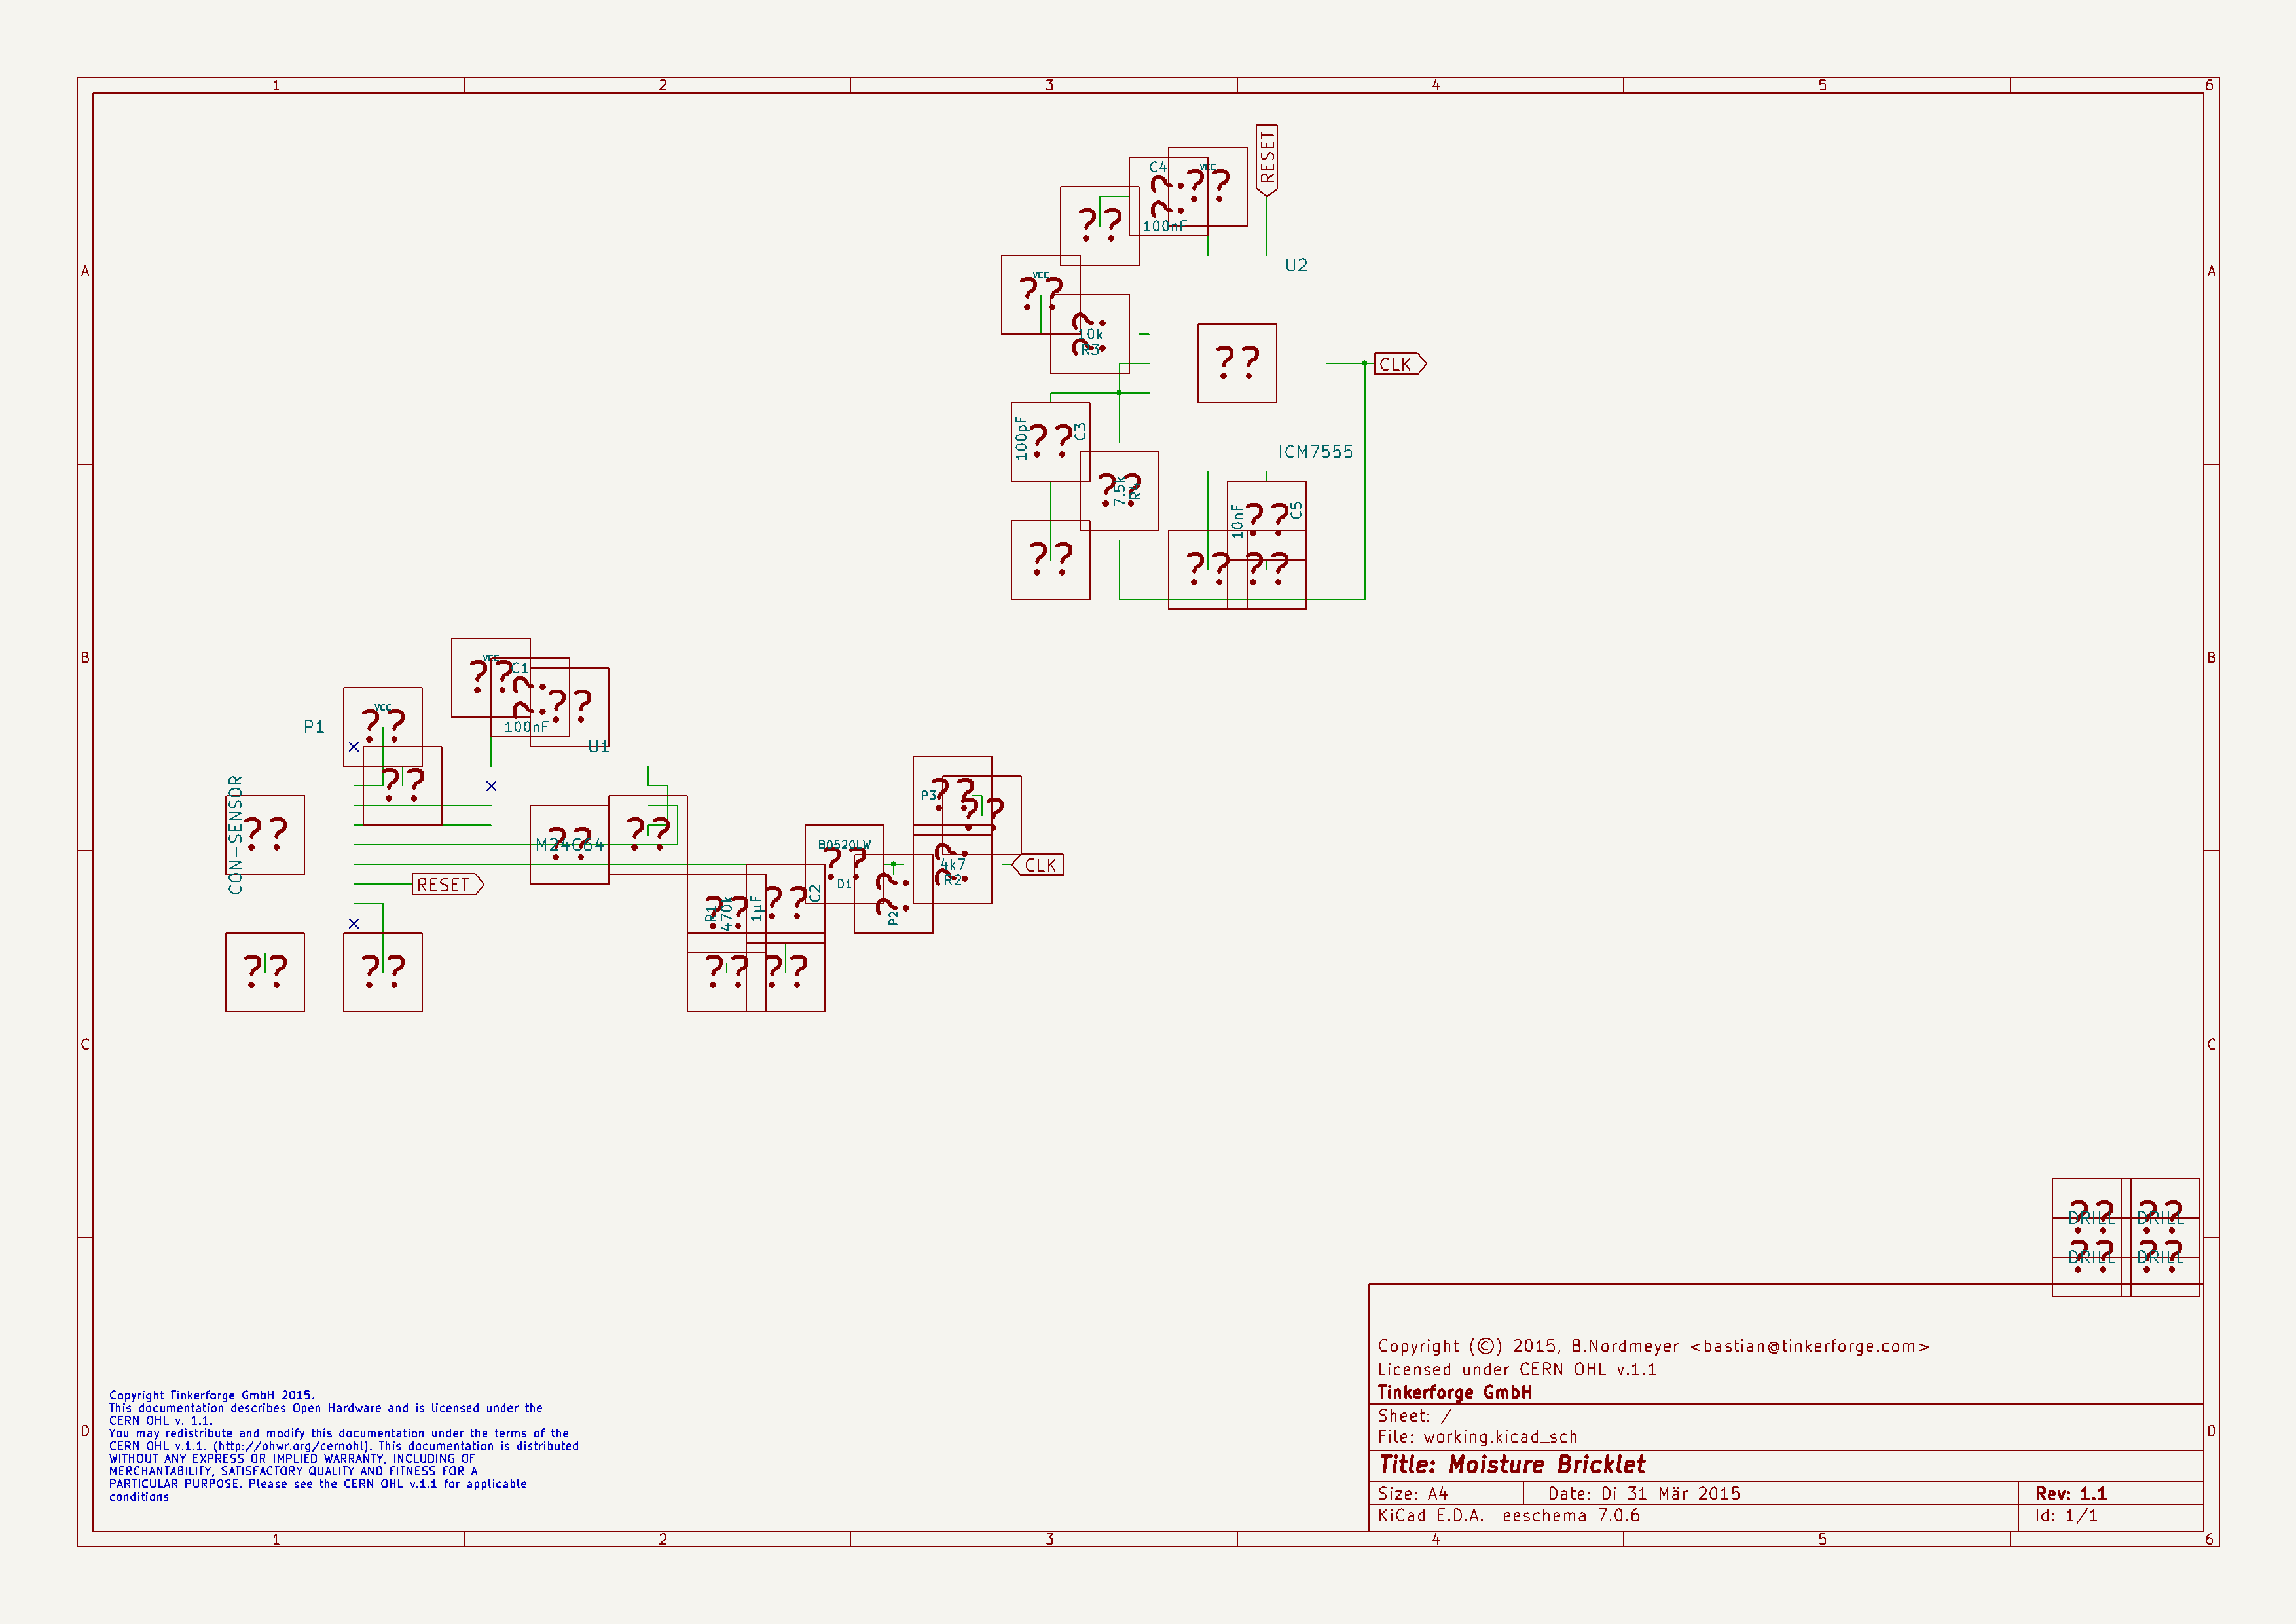 1 2 3 4 5 6
A
B
C
D
A
B
C
D
1 2 3 4 5 6
RESET
C4
VCC
??
??
100nF
??
U2
VCC
??
10k
R3
??
??
CLK
100pF
??
C3
ICM7555
??
7.5k
10nF
??
C5
??
??
??
VCC
??
C1
??
??
100nF
U1
VCC
??
P1
??
CON-SENSOR
??
M24C64
??
??
RESET
P3
??
??
B0520LW
??
D1
4k7
R2
??
CLK
??
P2
R1
??
470k
1µF
??
C2
??
??
??
??
??
DRILL
??
DRILL
??
DRILL
??
DRILL
Copyright Tinkerforge GmbH 2015.
This documentation describes Open Hardware and is licensed under the
CERN OHL v. 1.1.
You may redistribute and modify this documentation under the terms of the
CERN OHL v.1.1. (http://ohwr.org/cernohl). This documentation is distributed
WITHOUT ANY EXPRESS OR IMPLIED WARRANTY, INCLUDING OF
MERCHANTABILITY, SATISFACTORY QUALITY AND FITNESS FOR A
PARTICULAR PURPOSE. Please see the CERN OHL v.1.1 for applicable
conditions
Copyright (©) 2015, B.Nordmeyer <bastian@tinkerforge.com>
Licensed under CERN OHL v.1.1
Tinkerforge GmbH
Sheet: /
File: working.kicad_sch
Title: Moisture Bricklet
Size: A4 Date: Di 31 Mär 2015 Rev: 1.1
KiCad E.D.A. eeschema 7.0.6 Id: 1/1